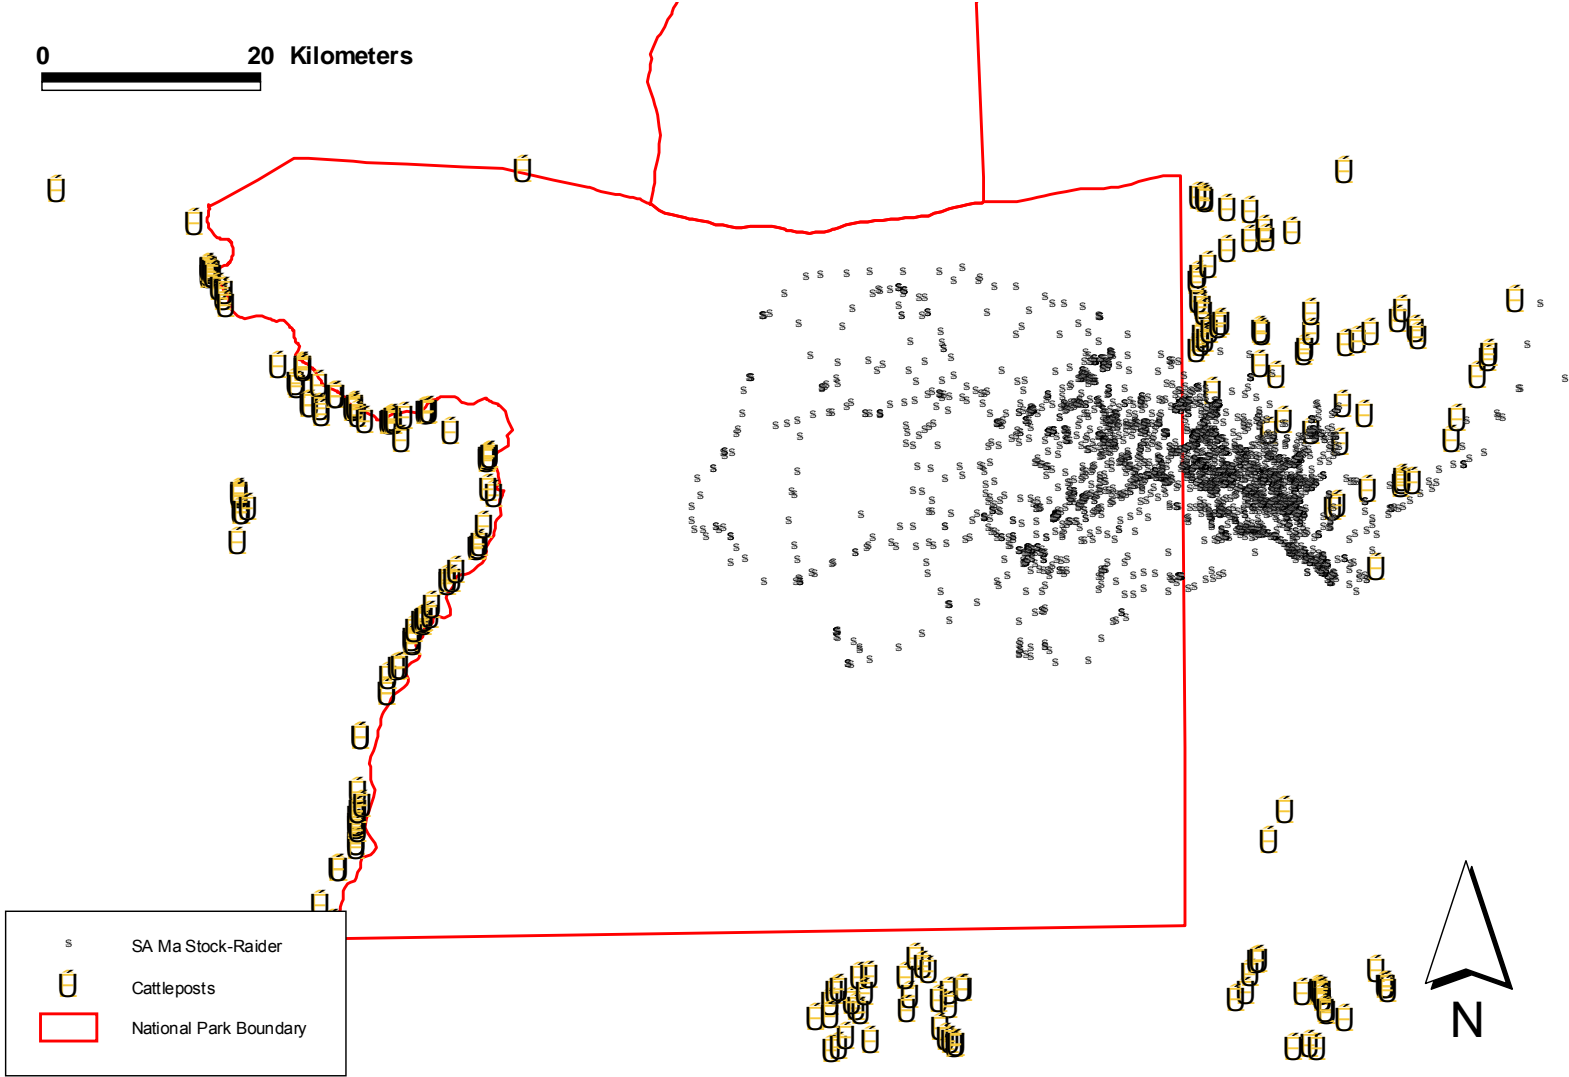 0 20 Kilometers
N
s SA Ma Stock-Raider
Cattleposts
National Park Boundary